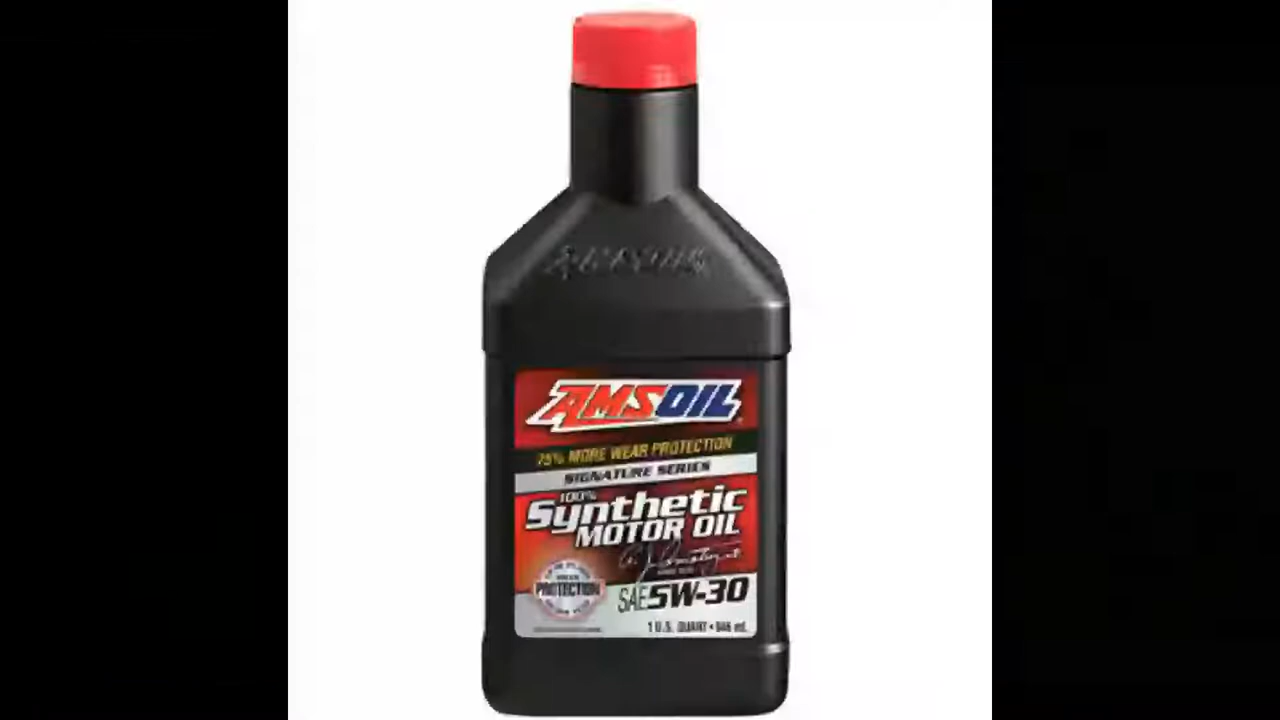 AMSOIL
AMSOIL
75% MORE WEAR PROTECTION
SIGNATURE SERIES
100%
Synthetic
MOTOR OIL
PROTECTION
SAE 5W-30
1 U.S. QUART • 946 mL